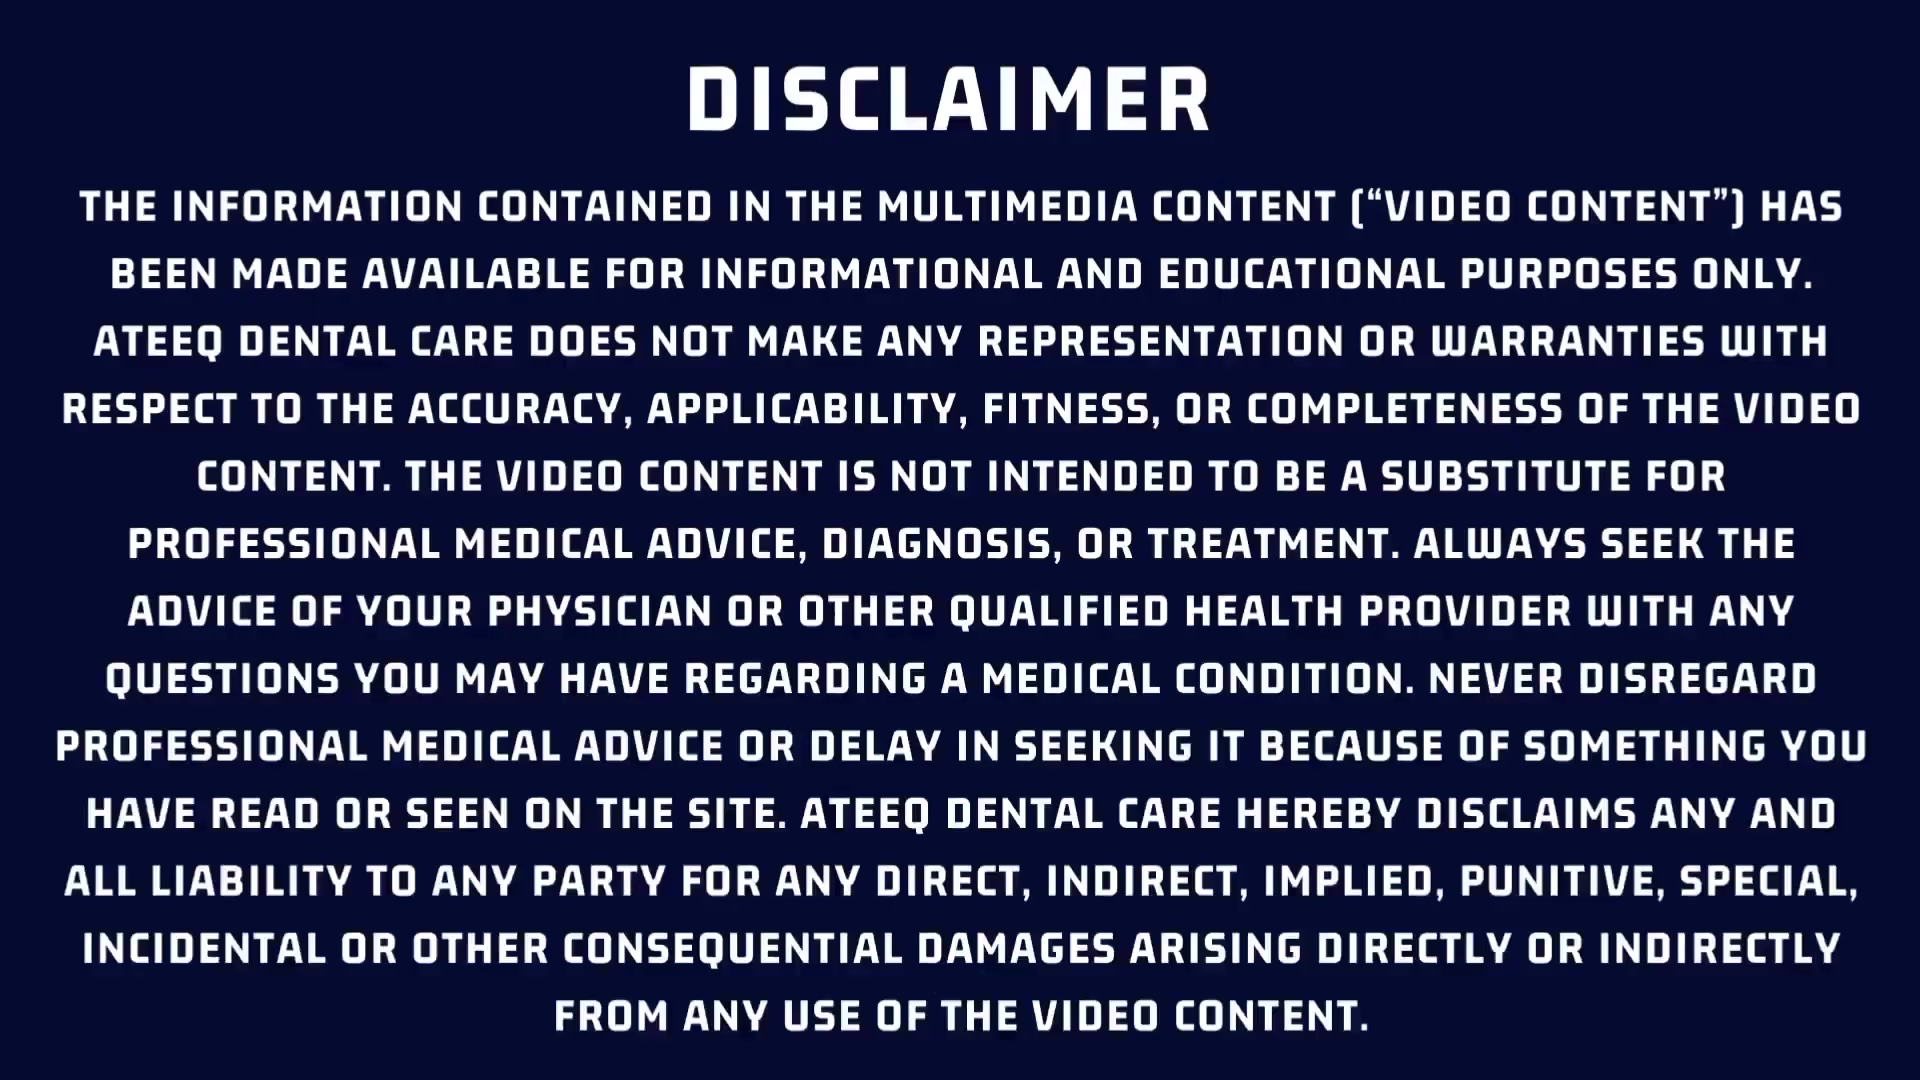 DISCLAIMER
THE INFORMATION CONTAINED IN THE MULTIMEDIA CONTENT (“VIDEO CONTENT”) HAS
BEEN MADE AVAILABLE FOR INFORMATIONAL AND EDUCATIONAL PURPOSES ONLY.
ATEEQ DENTAL CARE DOES NOT MAKE ANY REPRESENTATION OR WARRANTIES WITH
RESPECT TO THE ACCURACY, APPLICABILITY, FITNESS, OR COMPLETENESS OF THE VIDEO
CONTENT. THE VIDEO CONTENT IS NOT INTENDED TO BE A SUBSTITUTE FOR
PROFESSIONAL MEDICAL ADVICE, DIAGNOSIS, OR TREATMENT. ALWAYS SEEK THE
ADVICE OF YOUR PHYSICIAN OR OTHER QUALIFIED HEALTH PROVIDER WITH ANY
QUESTIONS YOU MAY HAVE REGARDING A MEDICAL CONDITION. NEVER DISREGARD
PROFESSIONAL MEDICAL ADVICE OR DELAY IN SEEKING IT BECAUSE OF SOMETHING YOU
HAVE READ OR SEEN ON THE SITE. ATEEQ DENTAL CARE HEREBY DISCLAIMS ANY AND
ALL LIABILITY TO ANY PARTY FOR ANY DIRECT, INDIRECT, IMPLIED, PUNITIVE, SPECIAL,
INCIDENTAL OR OTHER CONSEQUENTIAL DAMAGES ARISING DIRECTLY OR INDIRECTLY
FROM ANY USE OF THE VIDEO CONTENT.